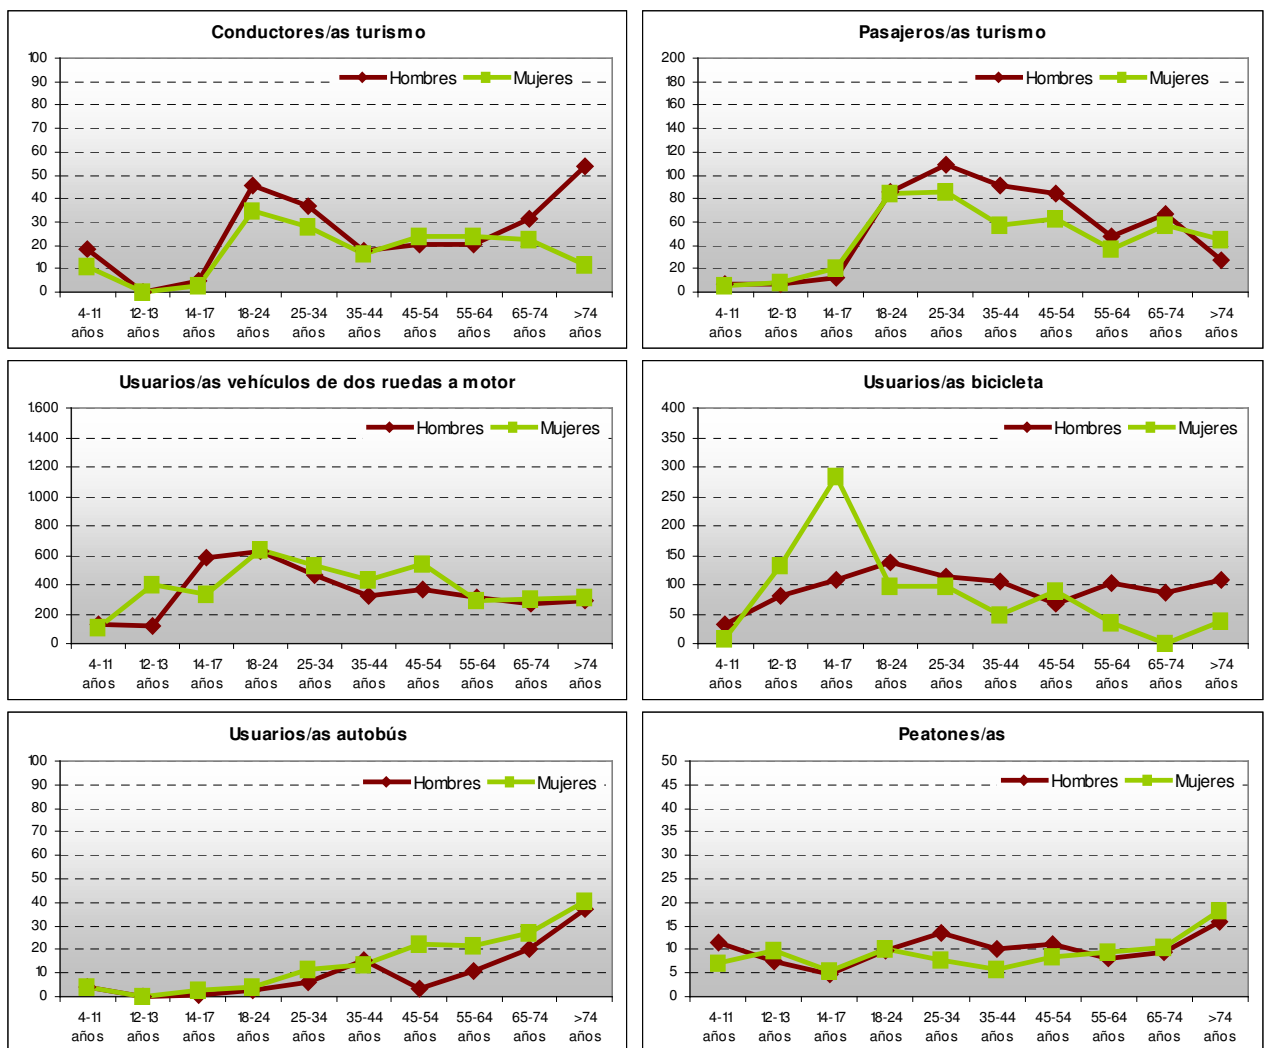 Conductores/as turismo
100
90
80
70
60
50
40
30
20
10
0
Hombres Mujeres
4-11 12-13 14-17 18-24 25-34 35-44 45-54 55-64 65-74 >74
años años años años años años años años años años
Pasajeros/as turismo
200
180
160
140
120
100
80
60
40
20
0
Hombres Mujeres
4-11 12-13 14-17 18-24 25-34 35-44 45-54 55-64 65-74 >74
años años años años años años años años años años
Usuarios/as vehículos de dos ruedas a motor
1.600
1.400
1.200
1.000
800
600
400
200
0
Hombres Mujeres
4-11 12-13 14-17 18-24 25-34 35-44 45-54 55-64 65-74 >74
años años años años años años años años años años
Usuarios/as bicicleta
400
350
300
250
200
150
100
50
0
Hombres Mujeres
4-11 12-13 14-17 18-24 25-34 35-44 45-54 55-64 65-74 >74
años años años años años años años años años años
Usuarios/as autobús
100
90
80
70
60
50
40
30
20
10
0
Hombres Mujeres
4-11 12-13 14-17 18-24 25-34 35-44 45-54 55-64 65-74 >74
años años años años años años años años años años
Peatones/as
50
45
40
35
30
25
20
15
10
5
0
Hombres Mujeres
4-11 12-13 14-17 18-24 25-34 35-44 45-54 55-64 65-74 >74
años años años años años años años años años años